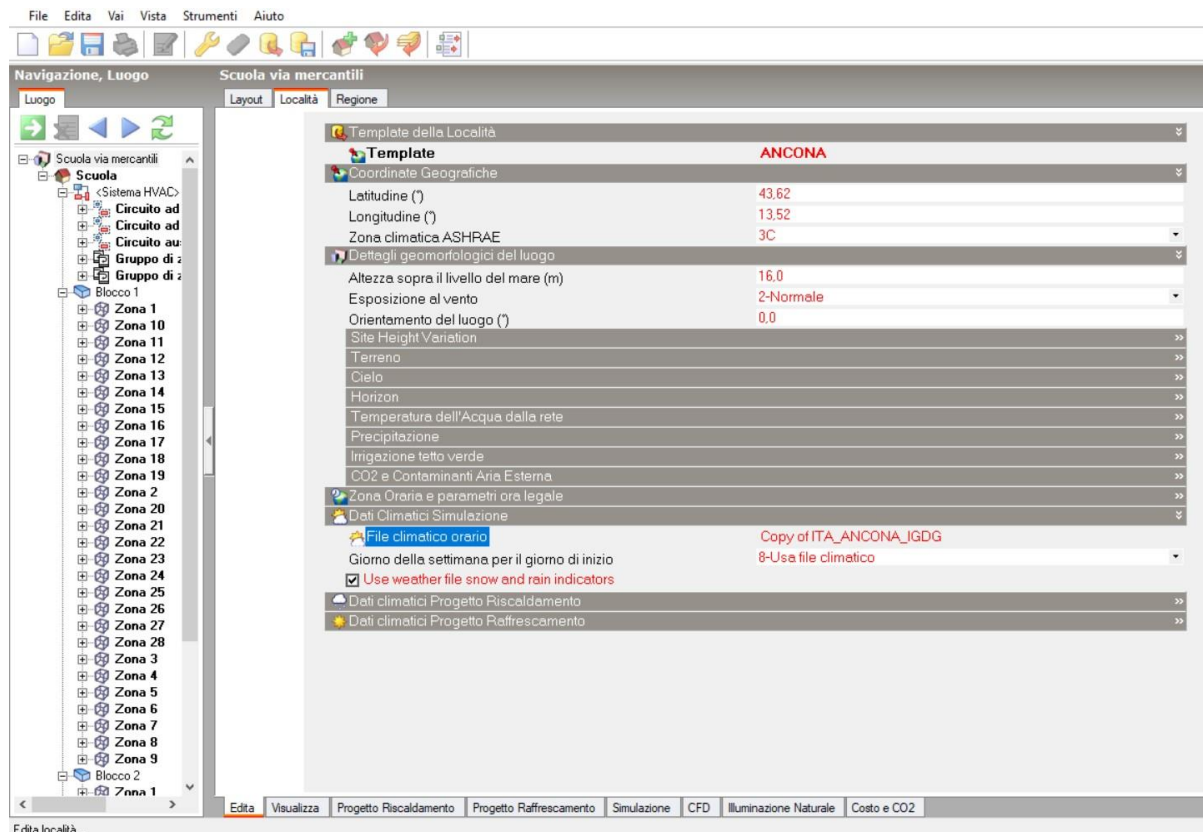 File Edita Vai Vista Strumenti Aiuto
Navigazione, Luogo
Scuola via mercantili
Luogo
Layout Località Regione
Scuola via mercantili
Scuola
<Sistema HVAC>
Circuito ad
Circuito ad
Circuito au
Gruppo di z
Gruppo di z
Blocco 1
Zona 1
Zona 10
Zona 11
Zona 12
Zona 13
Zona 14
Zona 15
Zona 16
Zona 17
Zona 18
Zona 19
Zona 2
Zona 20
Zona 21
Zona 22
Zona 23
Zona 24
Zona 25
Zona 26
Zona 27
Zona 28
Zona 3
Zona 4
Zona 5
Zona 6
Zona 7
Zona 8
Zona 9
Blocco 2
Zona 1
Template della Località
Template ANCONA
Coordinate Geografiche
Latitudine (°) 43,62
Longitudine (°) 13,52
Zona climatica ASHRAE 3C
Dettagli geomorfologici del luogo
Altezza sopra il livello del mare (m) 16,0
Esposizione al vento 2-Normale
Orientamento del luogo (°) 0,0
Site Height Variation
Terreno
Cielo
Horizon
Temperatura dell'Acqua dalla rete
Precipitazione
Irrigazione tetto verde
CO2 e Contaminanti Aria Esterna
Zona Oraria e parametri ora legale
Dati Climatici Simulazione
File climatico orario Copy of ITA_ANCONA_IGDG
Giorno della settimana per il giorno di inizio 8-Usa file climatico
Use weather file snow and rain indicators
Dati climatici Progetto Riscaldamento
Dati climatici Progetto Raffrescamento
Edita Visualizza Progetto Riscaldamento Progetto Raffrescamento Simulazione CFD Illuminazione Naturale Costo e CO2
Edita località